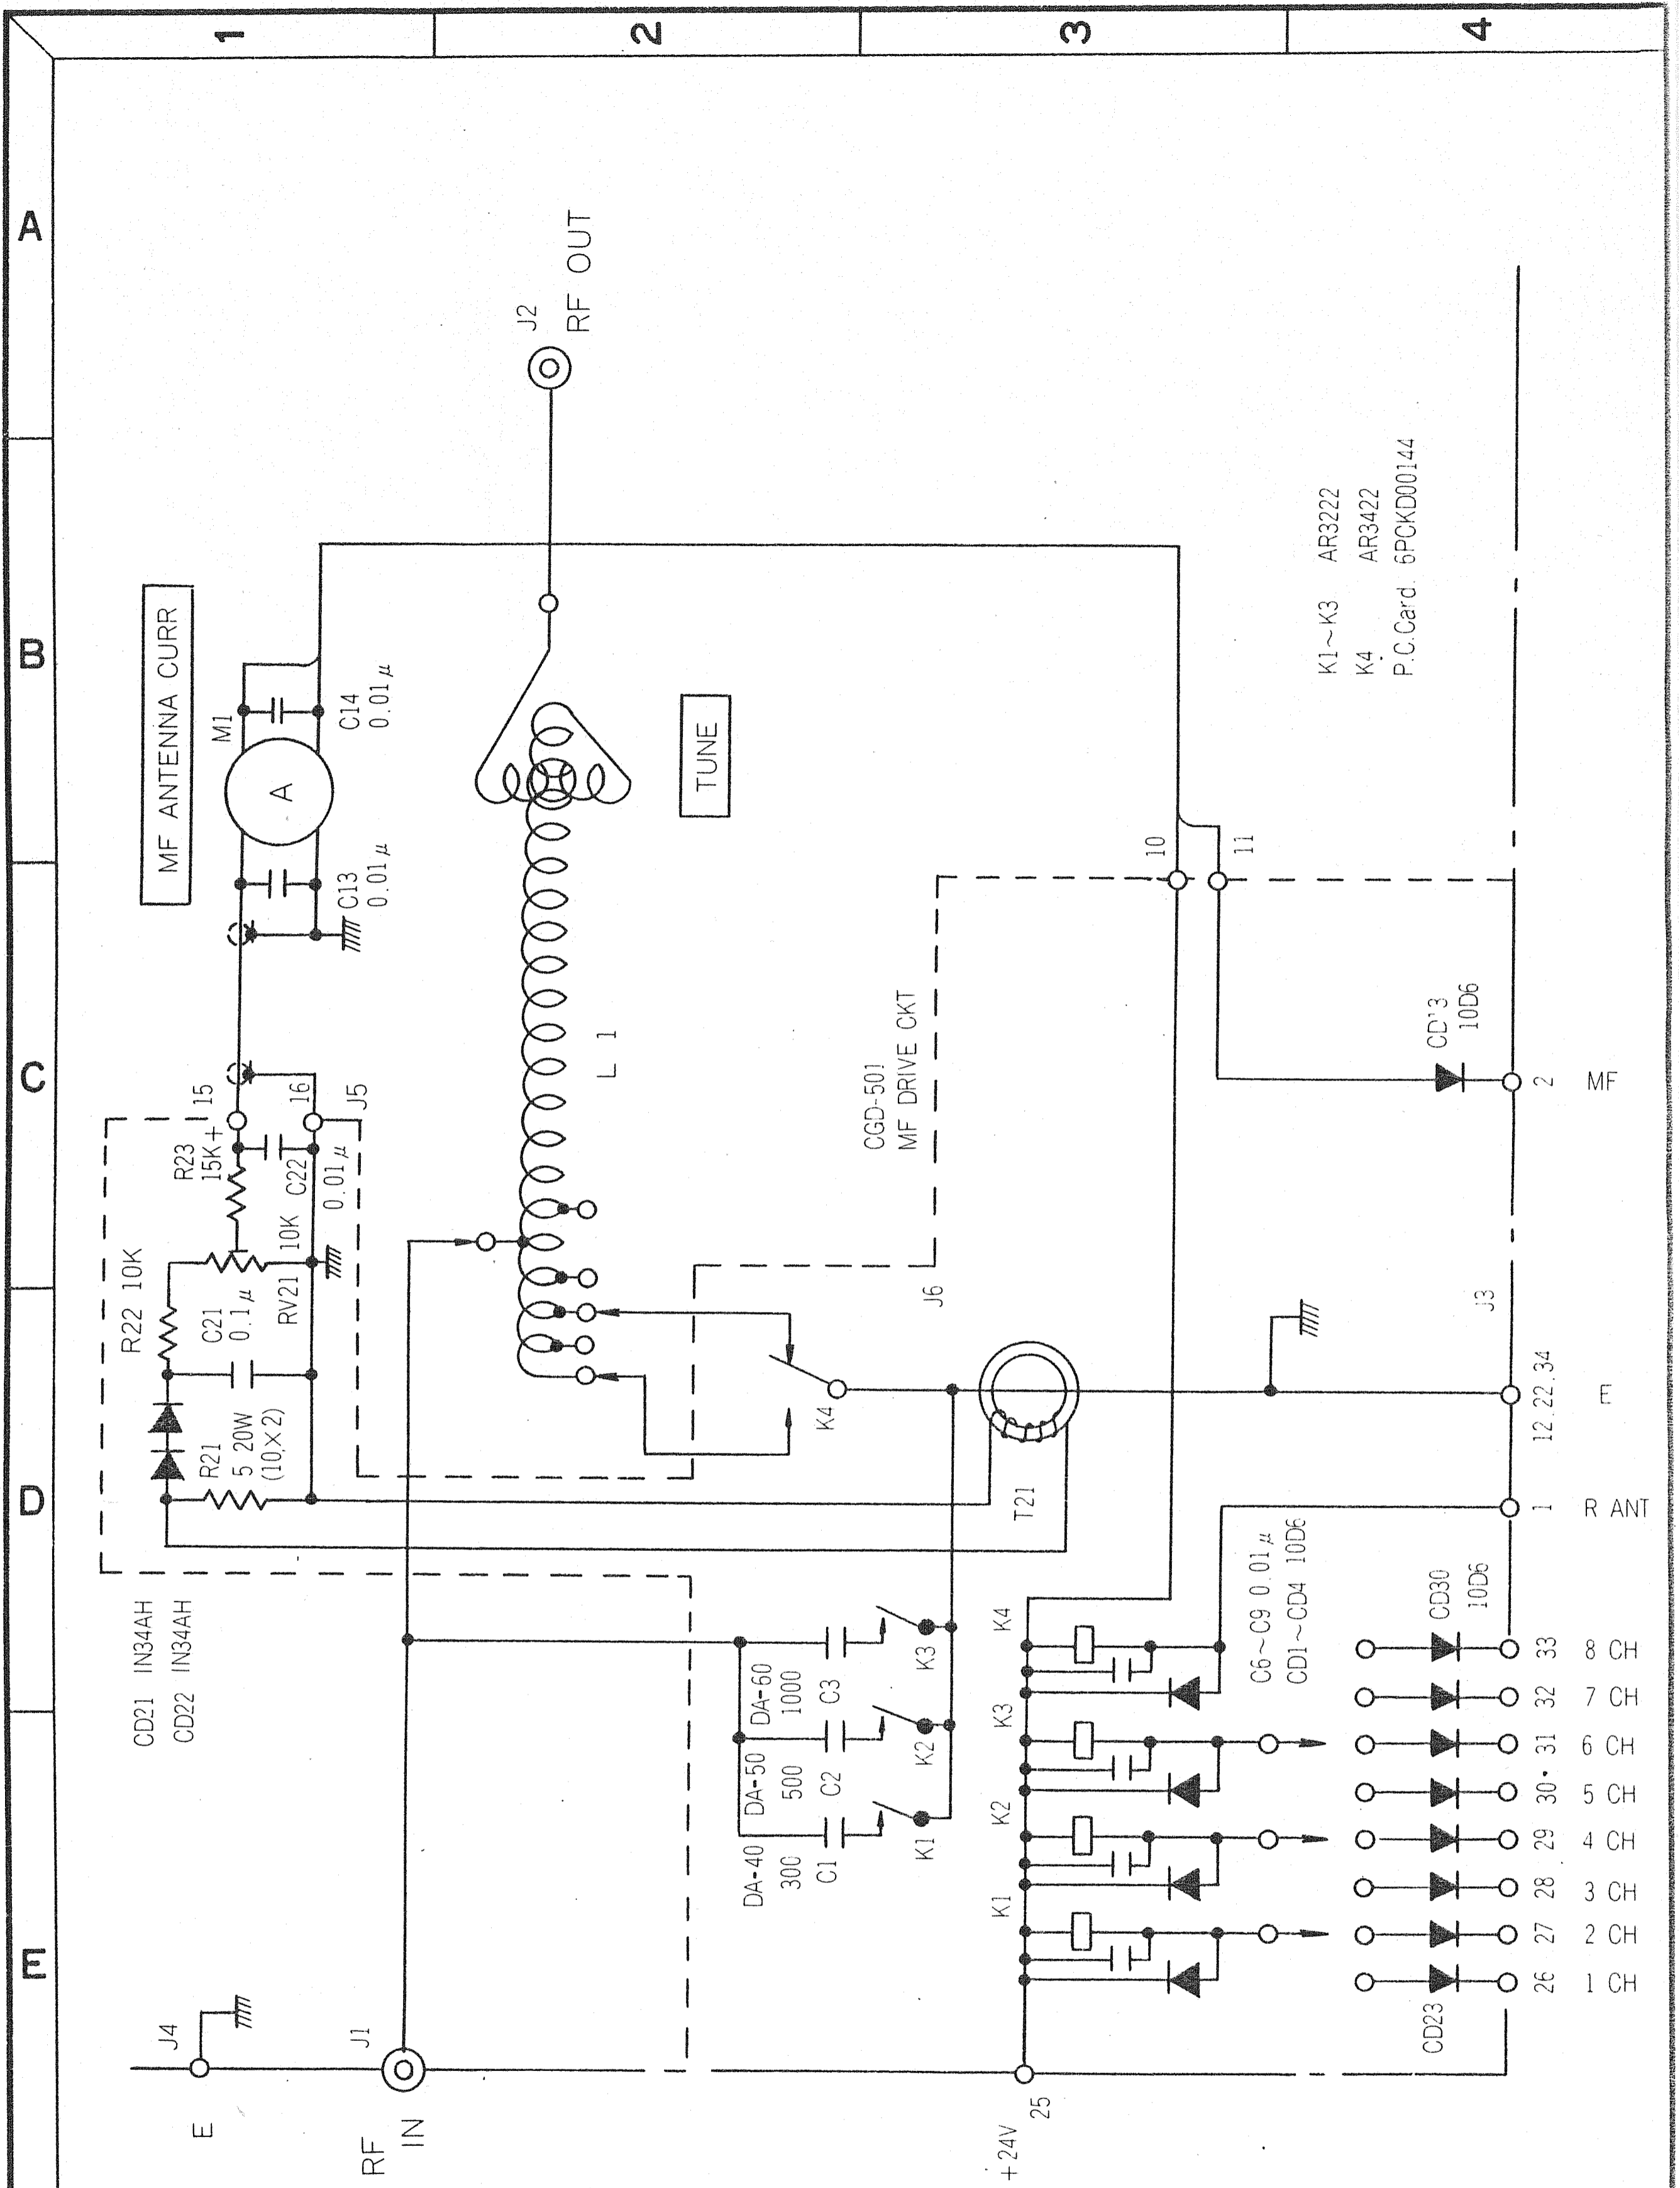 1
2
3
4
A
B
C
D
E
MF ANTENNA CURR
M1
A
C14
0.01μ
C13
0.01μ
J2
RF OUT
TUNE
L 1
15
16
J5
R23
15K+
C22
0.01μ
R22 10K
C21
0.1μ
RV21
10K
R21
5 20W
(10×2)
CD21 IN34AH
CD22 IN34AH
J4
E
J1
RF
IN
CGD-501
MF DRIVE CKT
J6
K4
T21
DA-60
1000
C3
K3
DA-50
500
C2
K2
DA-40
300
C1
K1
10
11
K1~K3 AR3222
K4 AR3422
P.C.Card 6PCKD00144
CD13
10D6
2
MF
J3
12.22.34
E
1
R ANT
C6~C9 0.01μ
CD1~CD4 10D6
K4
K3
K2
K1
+24V
25
CD30
10D6
CD23
33
8 CH
32
7 CH
31
6 CH
30
5 CH
29
4 CH
28
3 CH
27
2 CH
26
1 CH